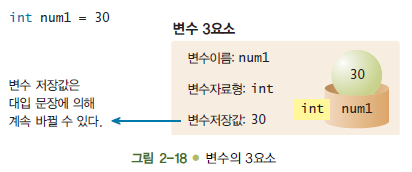 int num1 = 30
변수 3요소
변수이름: num1
변수자료형: int
변수저장값: 30
변수 저장값은
대입 문장에 의해
계속 바뀔 수 있다.
30
int num1
그림 2-18 변수의 3요소